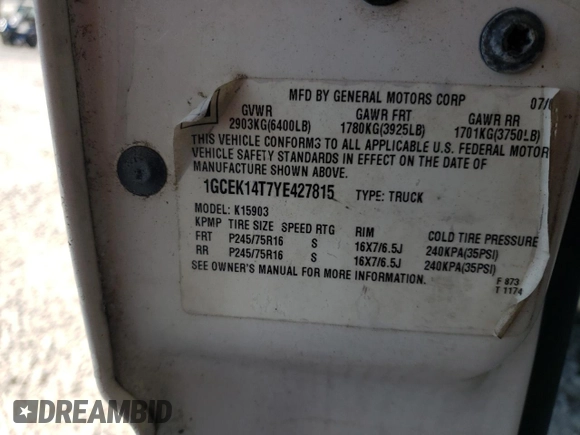 MFD BY GENERAL MOTORS CORP 07/
GVWR GAWR FRT GAWR RR
2903KG(6400LB) 1780KG(3925LB) 1701KG(3750LB)
THIS VEHICLE CONFORMS TO ALL APPLICABLE U.S. FEDERAL MOTOR
VEHICLE SAFETY STANDARDS IN EFFECT ON THE DATE OF
MANUFACTURE SHOWN ABOVE.
1GCEK14T7YE427815 TYPE: TRUCK
MODEL: K15903
KPMP TIRE SIZE SPEED RTG RIM COLD TIRE PRESSURE
FRT P245/75R16 S 16X7/6.5J 240KPA(35PSI)
RR P245/75R16 S 16X7/6.5J 240KPA(35PSI)
SEE OWNER'S MANUAL FOR MORE INFORMATION.
F 873
T 1174
DREAMBID